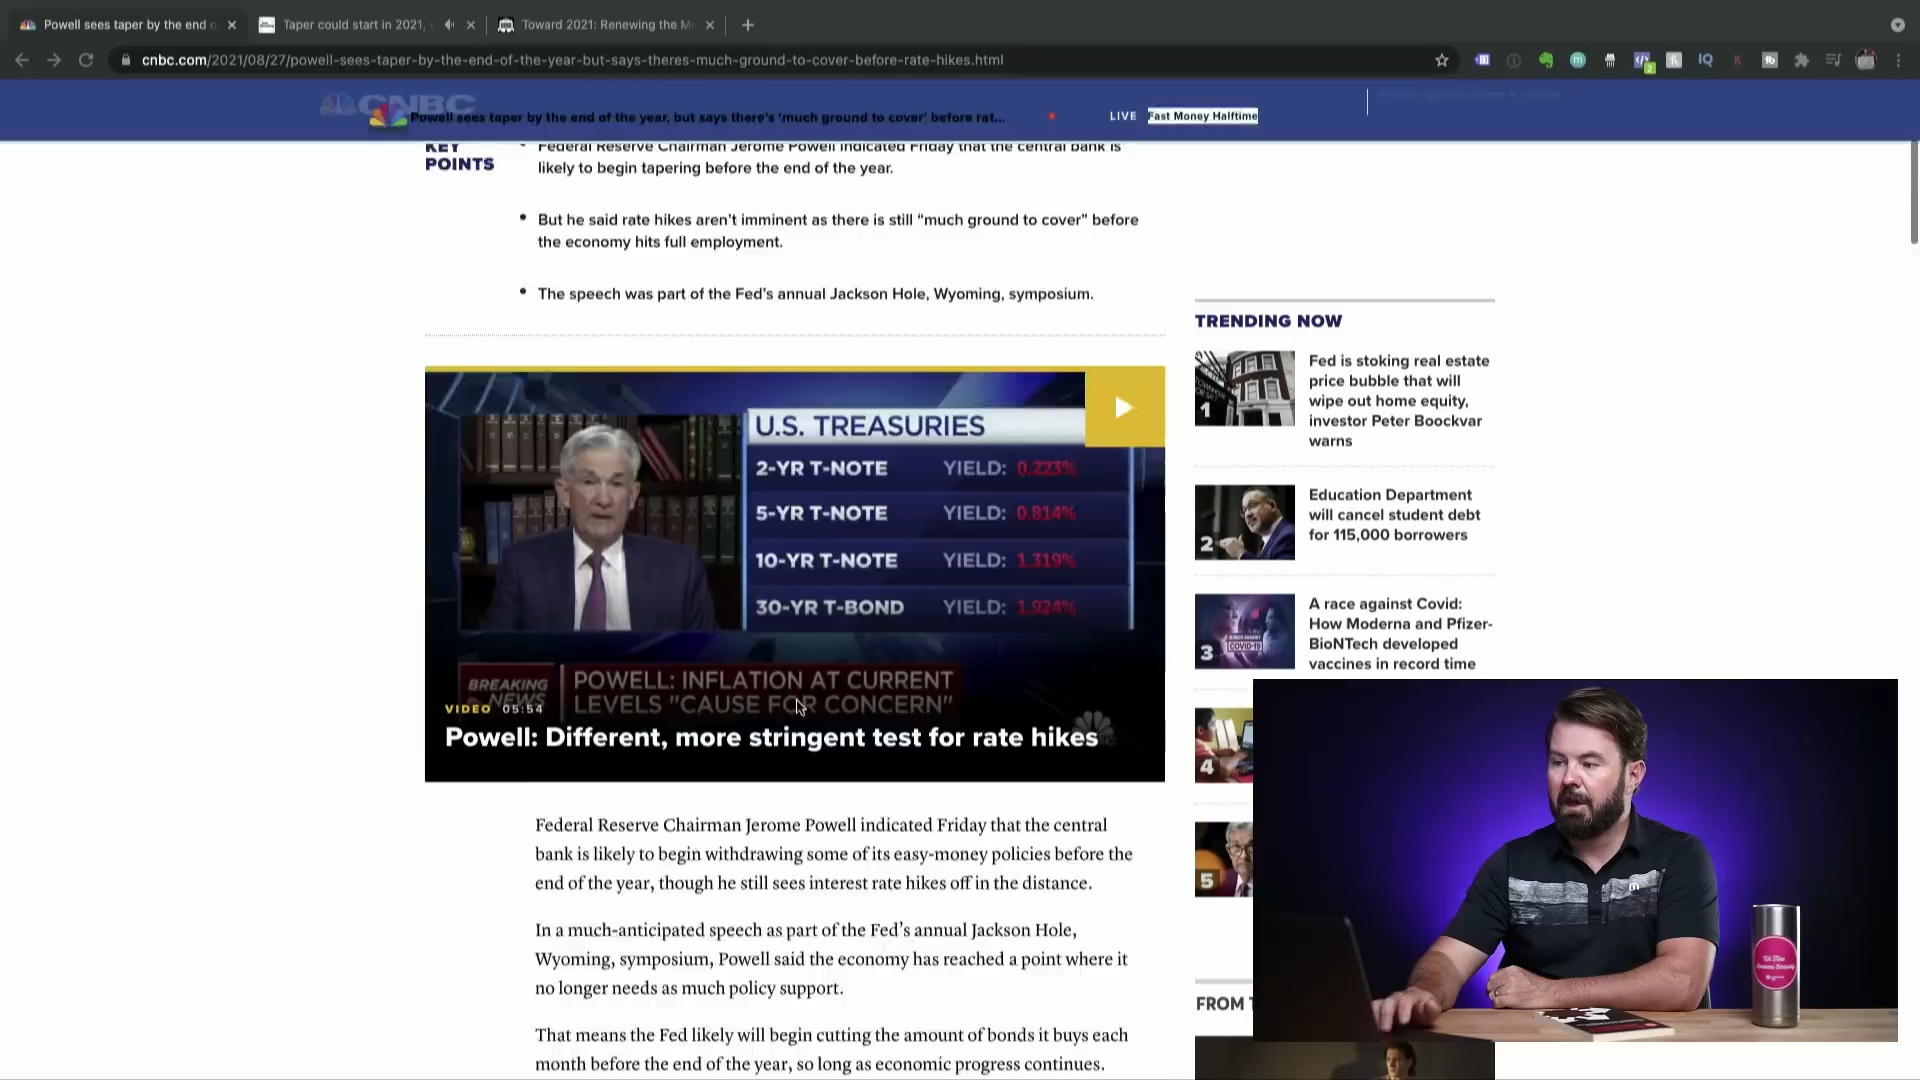 Powell sees taper by the end o
Taper could start in 2021,
Toward 2021: Renewing the M
cnbc.com/2021/08/27/powell-sees-taper-by-the-end-of-the-year-but-says-theres-much-ground-to-cover-before-rate-hikes.html
CNBC
Powell sees taper by the end of the year, but says there's 'much ground to cover' before rat...
LIVE
Fast Money Halftime
KEY
POINTS
Federal Reserve Chairman Jerome Powell indicated Friday that the central bank is
likely to begin tapering before the end of the year.
• But he said rate hikes aren't imminent as there is still “much ground to cover” before
the economy hits full employment.
• The speech was part of the Fed's annual Jackson Hole, Wyoming, symposium.
U.S. TREASURIES
2-YR T-NOTE YIELD: 0.223%
5-YR T-NOTE YIELD: 0.814%
10-YR T-NOTE YIELD: 1.319%
30-YR T-BOND YIELD: 1.924%
BREAKING
NEWS
POWELL: INFLATION AT CURRENT
LEVELS "CAUSE FOR CONCERN"
VIDEO 05:54
Powell: Different, more stringent test for rate hikes
Federal Reserve Chairman Jerome Powell indicated Friday that the central
bank is likely to begin withdrawing some of its easy-money policies before the
end of the year, though he still sees interest rate hikes off in the distance.
In a much-anticipated speech as part of the Fed’s annual Jackson Hole,
Wyoming, symposium, Powell said the economy has reached a point where it
no longer needs as much policy support.
That means the Fed likely will begin cutting the amount of bonds it buys each
month before the end of the year, so long as economic progress continues.
TRENDING NOW
1
Fed is stoking real estate
price bubble that will
wipe out home equity,
investor Peter Boockvar
warns
2
Education Department
will cancel student debt
for 115,000 borrowers
3
A race against Covid:
How Moderna and Pfizer-
BioNTech developed
vaccines in record time
4
5
FROM